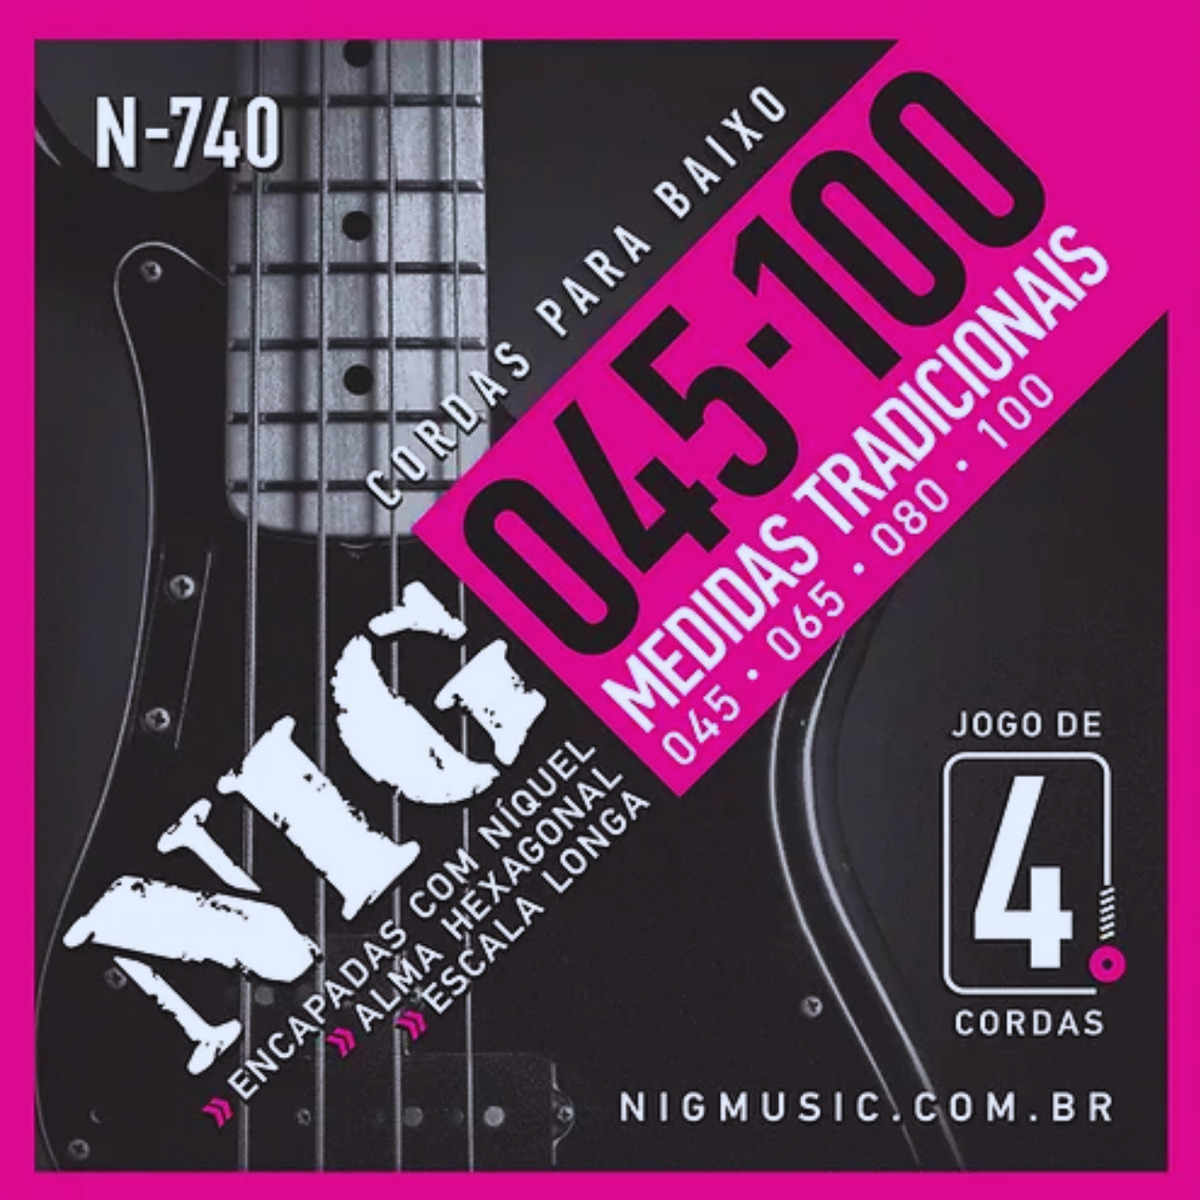 N-740
CORDAS PARA BAIXO
045·100
MEDIDAS TRADICIONAIS
045 · 065 · 080 · 100
NIG
ENCAPADAS COM NÍQUEL
ALMA HEXAGONAL
ESCALA LONGA
JOGO DE
4
CORDAS
NIGMUSIC.COM.BR